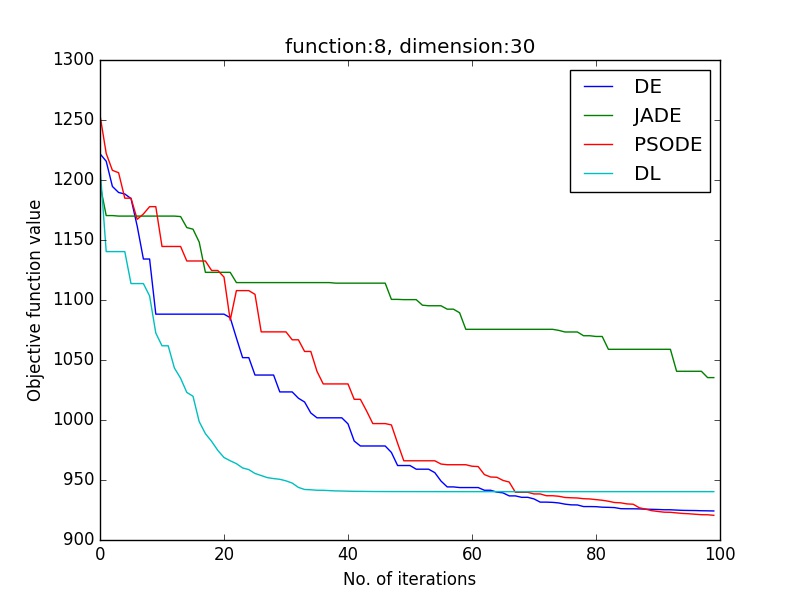 function:8, dimension:30
1300
1250
1200
1150
1100
1050
1000
950
900
Objective function value
DE
JADE
PSODE
DL
0 20 40 60 80 100
No. of iterations